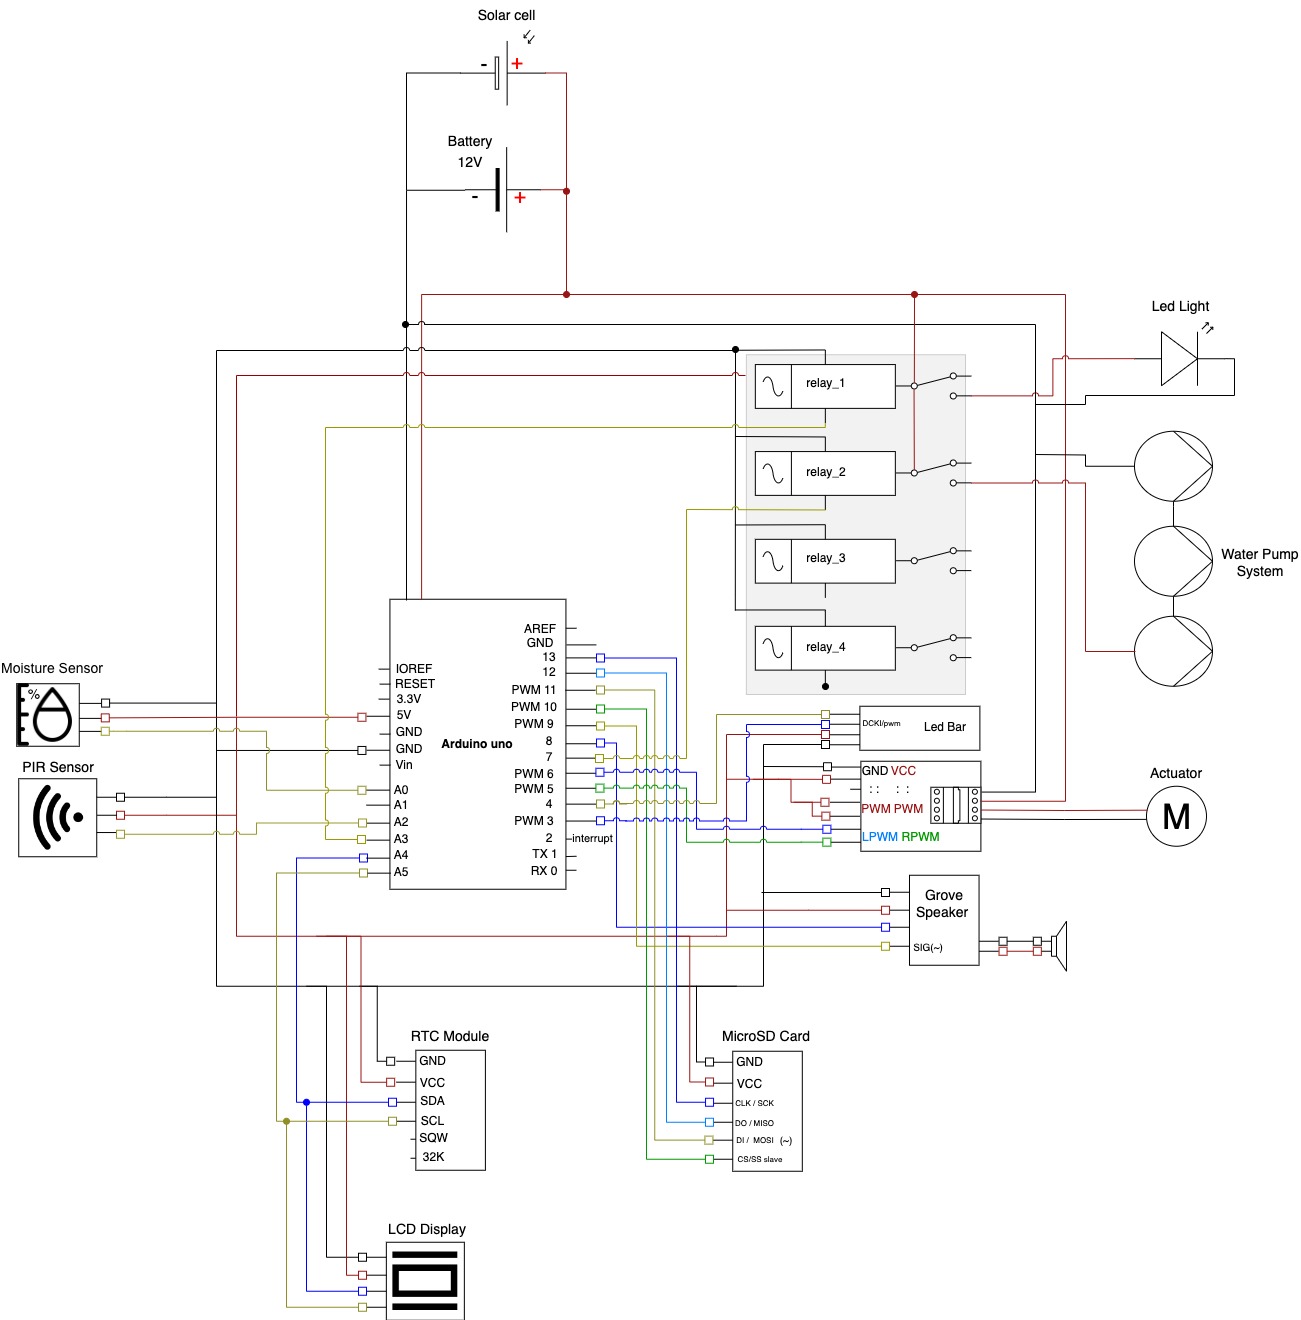 Solar cell
-
+
Battery
12V
-
+
Led Light
relay_1
relay_2
relay_3
relay_4
Water Pump
System
Moisture Sensor
%
PIR Sensor
Arduino uno
IOREF
RESET
3.3V
5V
GND
GND
Vin
A0
A1
A2
A3
A4
A5
AREF
GND
13
12
PWM 11
PWM 10
PWM 9
8
7
PWM 6
PWM 5
4
PWM 3
2
interrupt
TX 1
RX 0
DCKI/pwm
Led Bar
GND VCC
: : : :
PWM PWM
LPWM RPWM
Actuator
M
Grove
Speaker
SIG(~)
RTC Module
GND
VCC
SDA
SCL
SQW
32K
MicroSD Card
GND
VCC
CLK / SCK
DO / MISO
DI / MOSI (~)
CS/SS slave
LCD Display